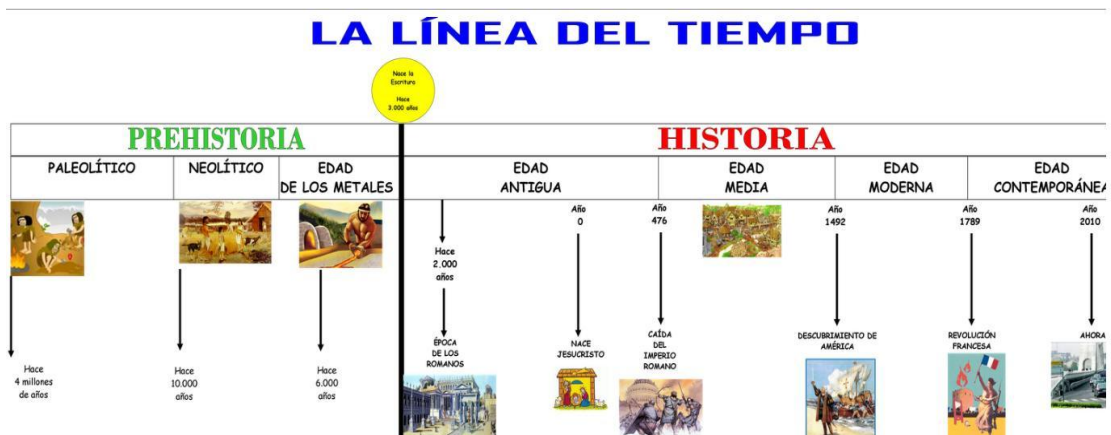 LA LÍNEA DEL TIEMPO
Nace la
Escritura
Hace
3.000 años
PREHISTORIA
HISTORIA
PALEOLÍTICO
NEOLÍTICO
EDAD
DE LOS METALES
EDAD
ANTIGUA
EDAD
MEDIA
EDAD
MODERNA
EDAD
CONTEMPORÁNEA
Año
0
Año
476
Año
1492
Año
1789
Año
2010
Hace
2.000
años
Hace
4 millones
de años
Hace
10.000
años
Hace
6.000
años
ÉPOCA
DE LOS
ROMANOS
NACE
JESUCRISTO
CAÍDA
DEL
IMPERIO
ROMANO
DESCUBRIMIENTO DE
AMÉRICA
REVOLUCIÓN
FRANCESA
AHORA